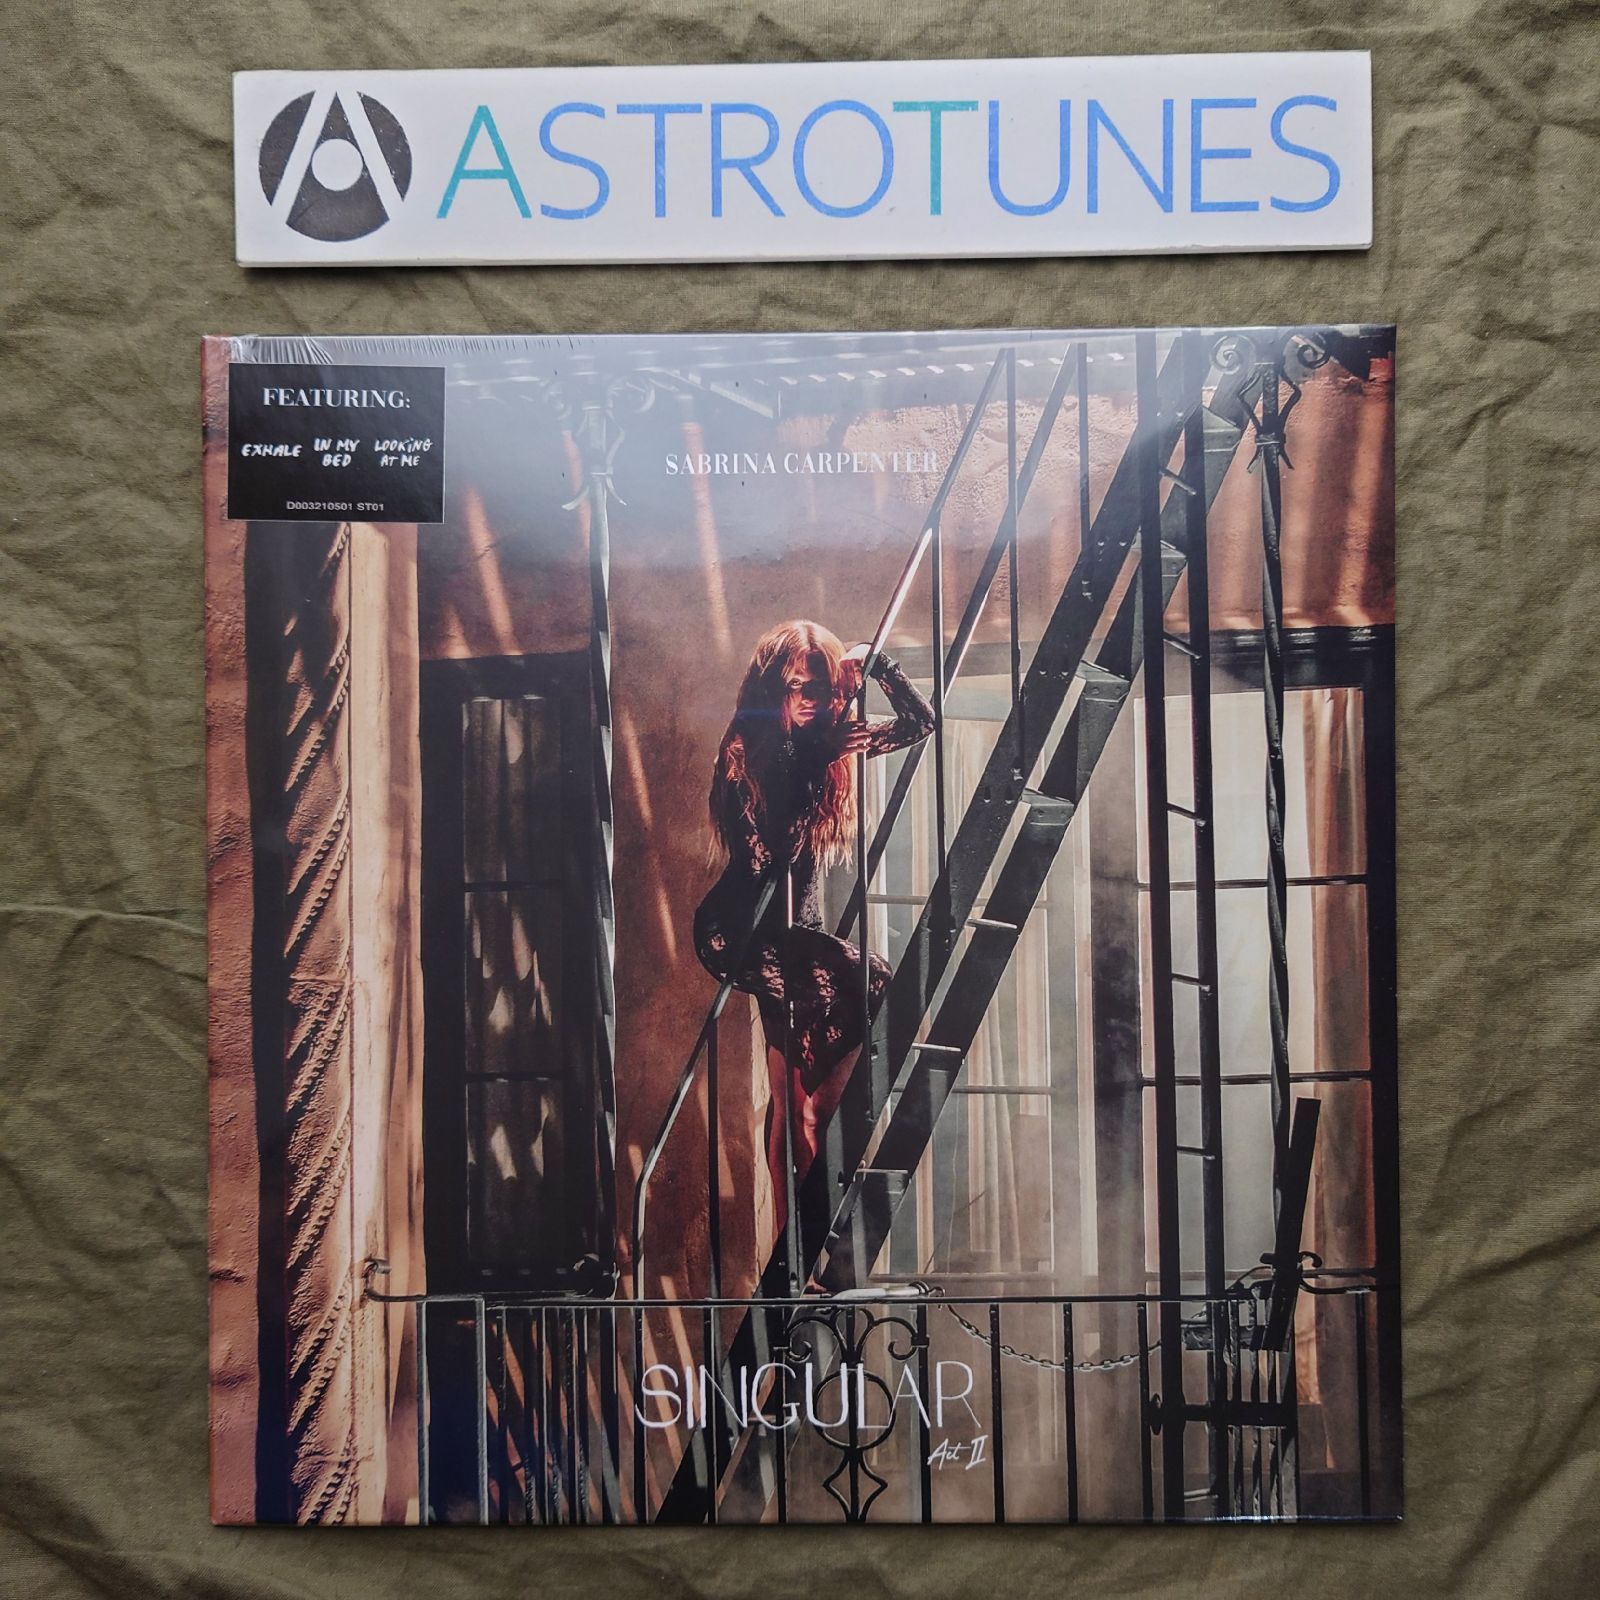 ASTROTUNES
FEATURING:
EXHALE IN MY BED LOOKING AT ME
D003210501 ST01
SABRINA CARPENTER
SINGULAR
Act II